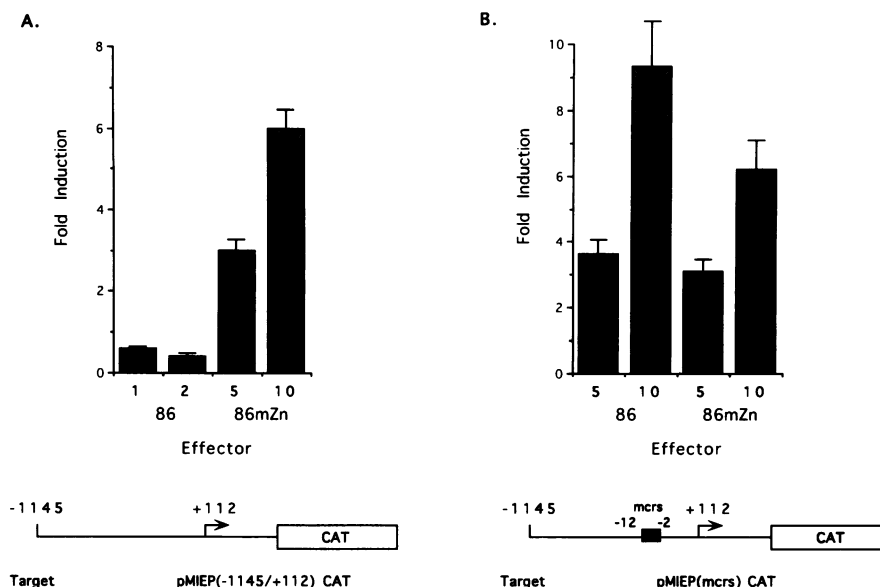 A.
8
6
4
2
0
Fold Induction
1 2 5 10
86 86mZn
Effector
-1145 +112
CAT
Target pMIEP(-1145/+112) CAT
B.
10
8
6
4
2
0
Fold Induction
5 10 5 10
86 86mZn
Effector
-1145 mcrs +112
-12 -2
CAT
Target pMIEP(mcrs) CAT